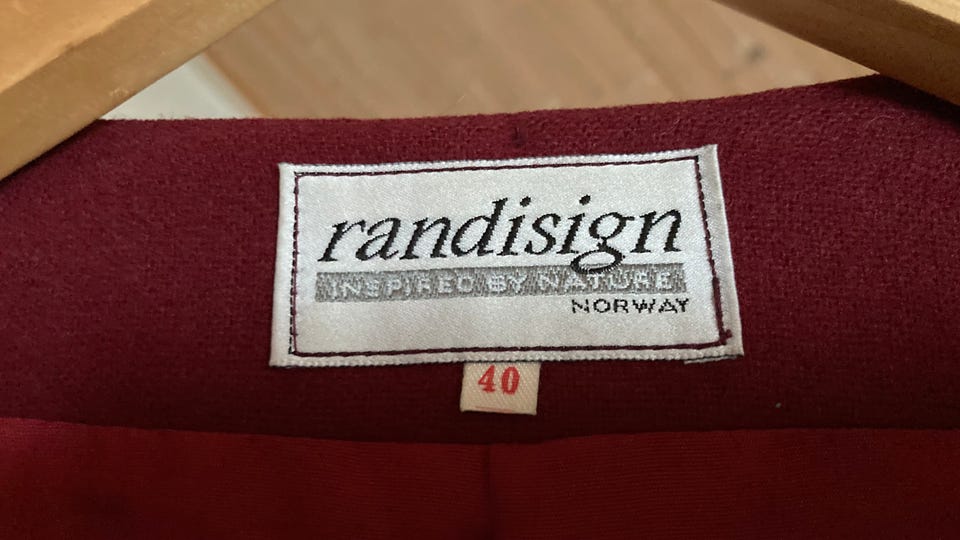 randisign
INSPIRED BY NATURE
NORWAY
40